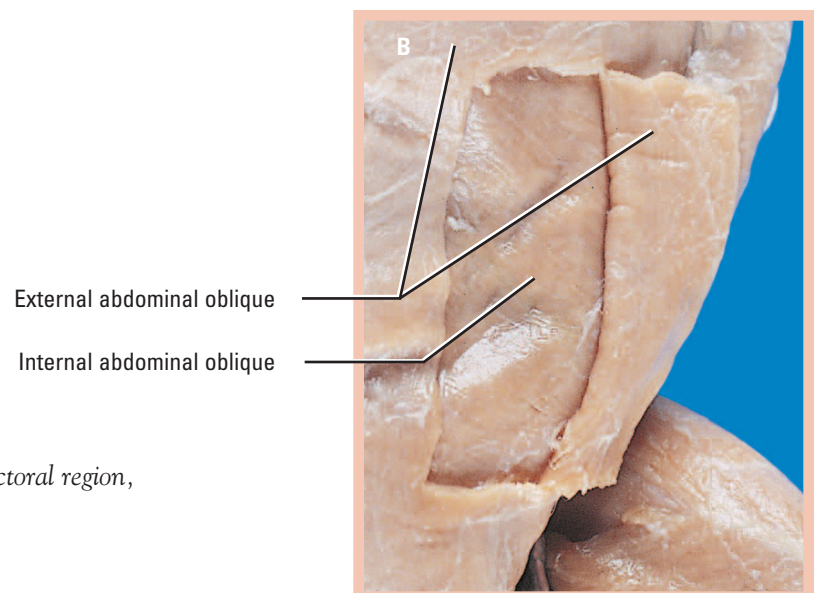 B
External abdominal oblique
Internal abdominal oblique
ctoral region,